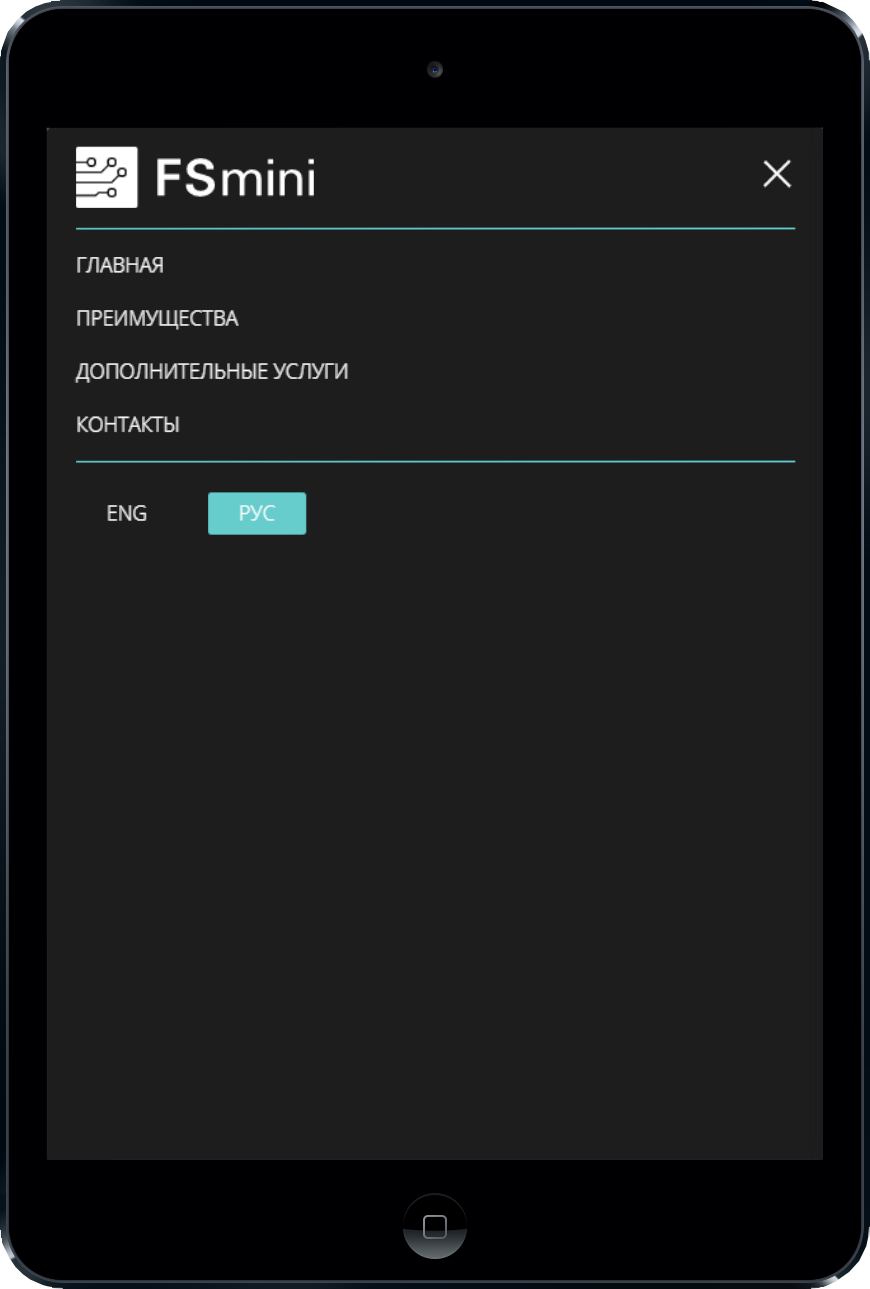 FSmini
ГЛАВНАЯ
ПРЕИМУЩЕСТВА
ДОПОЛНИТЕЛЬНЫЕ УСЛУГИ
КОНТАКТЫ
ENG РУС